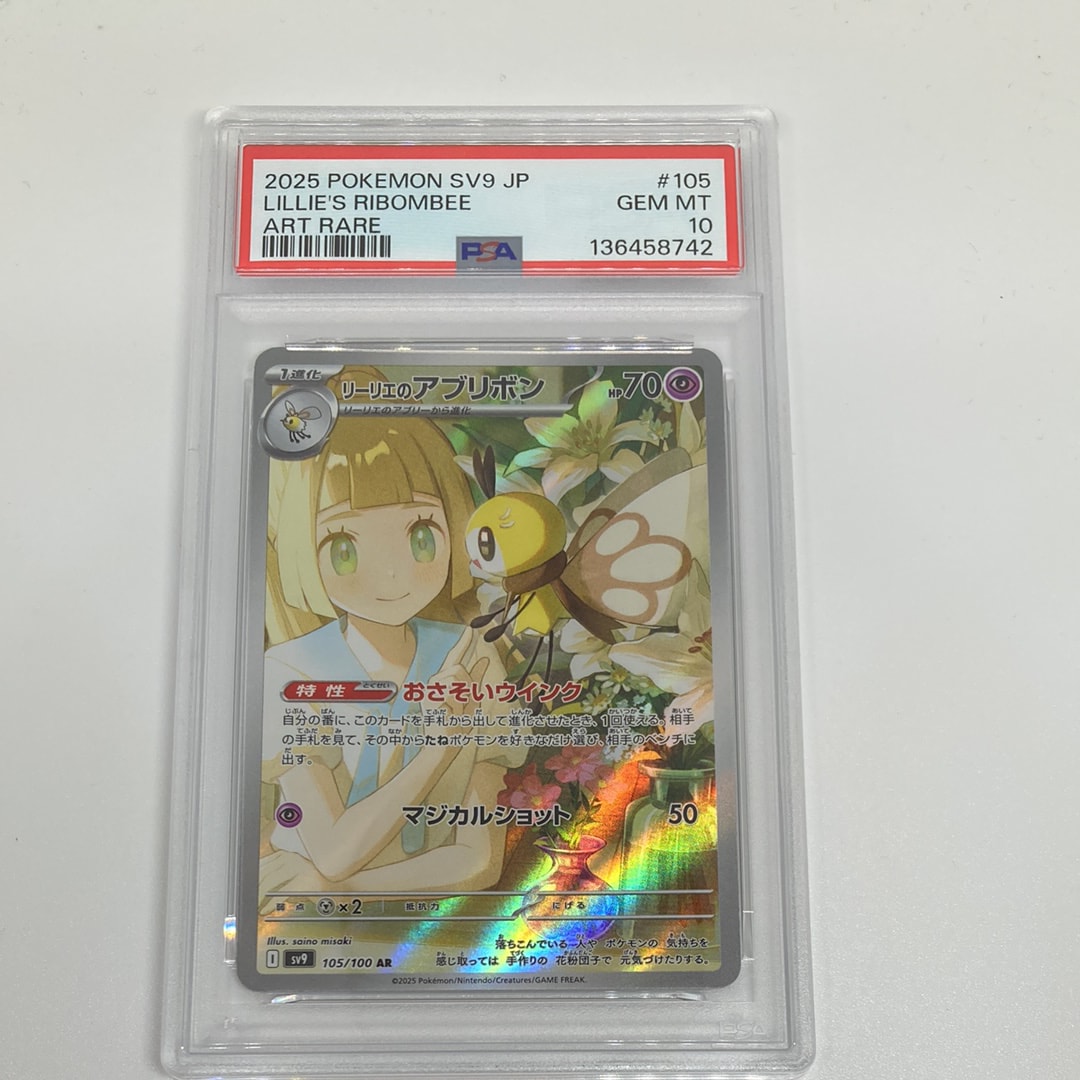 2025 POKEMON SV9 JP #105
LILLIE'S RIBOMBEE GEM MT
ART RARE 10
PSA 136458742
1進化 リーリエのアブリボン HP70
リーリエのアブリーから進化
特性 とくせい おさそいウインク
自分の番に、このカードを手札から出して進化させたとき、1回使える。相手
の手札を見て、その中からたねポケモンを好きなだけ選び、相手のベンチに
出す。
マジカルショット 50
弱点 ×2 抵抗力 にげる
Illus. saino misaki
落ちこんでいる 人や ポケモンの 気持ちを
感じ取っては 手作りの 花粉団子で 元気づけたりする。
I SV9 105/100 AR
©2025 Pokémon/Nintendo/Creatures/GAME FREAK.